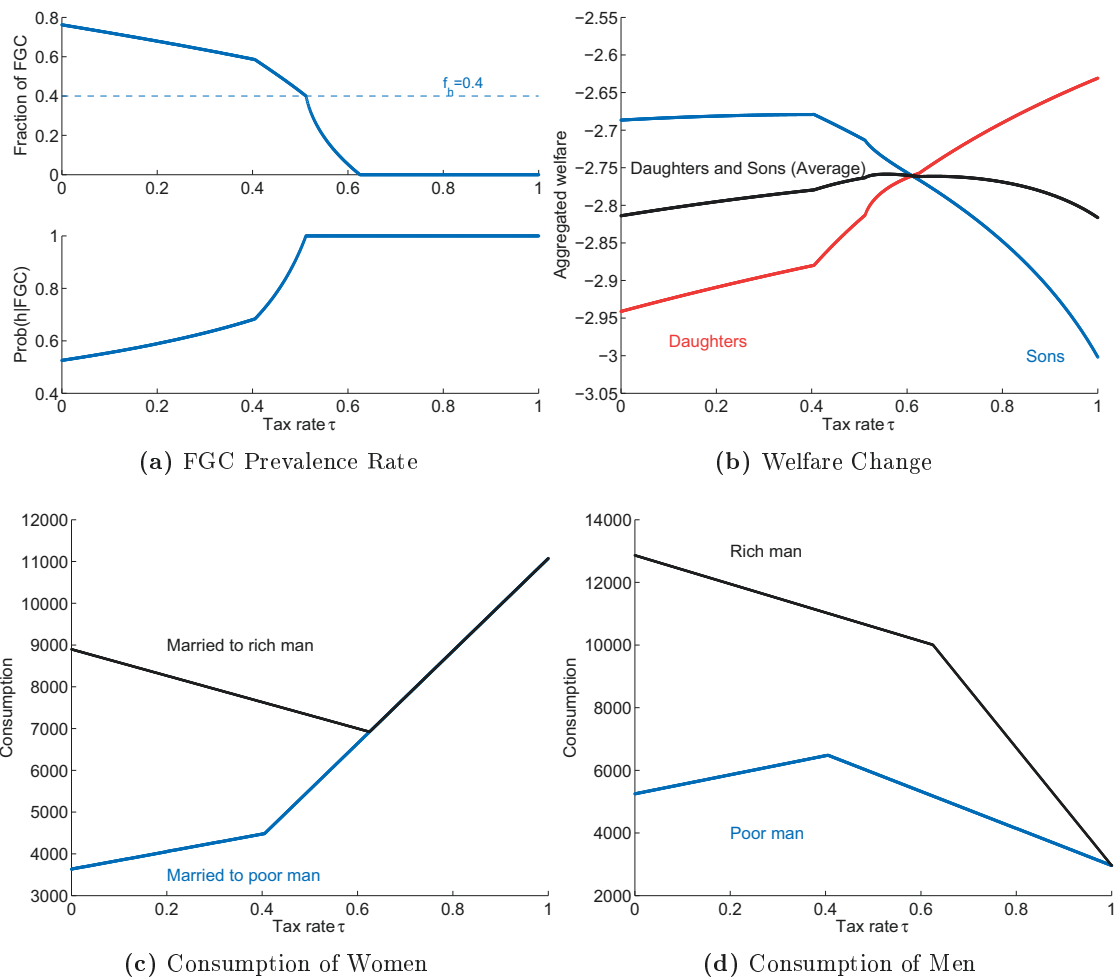 0.8
0.6
0.4
0.2
0
Fraction of FGC
f_b=0.4
0 0.2 0.4 0.6 0.8 1
1
0.8
0.6
0.4
Prob(h|FGC)
0 0.2 0.4 0.6 0.8 1
Tax rate τ
(a) FGC Prevalence Rate
−2.55
−2.6
−2.65
−2.7
−2.75
−2.8
−2.85
−2.9
−2.95
−3
−3.05
Aggregated welfare
Daughters and Sons (Average)
Daughters
Sons
0 0.2 0.4 0.6 0.8 1
Tax rate τ
(b) Welfare Change
12000
11000
10000
9000
8000
7000
6000
5000
4000
3000
Consumption
Married to rich man
Married to poor man
0 0.2 0.4 0.6 0.8 1
Tax rate τ
(c) Consumption of Women
14000
12000
10000
8000
6000
4000
2000
Consumption
Rich man
Poor man
0 0.2 0.4 0.6 0.8 1
Tax rate τ
(d) Consumption of Men